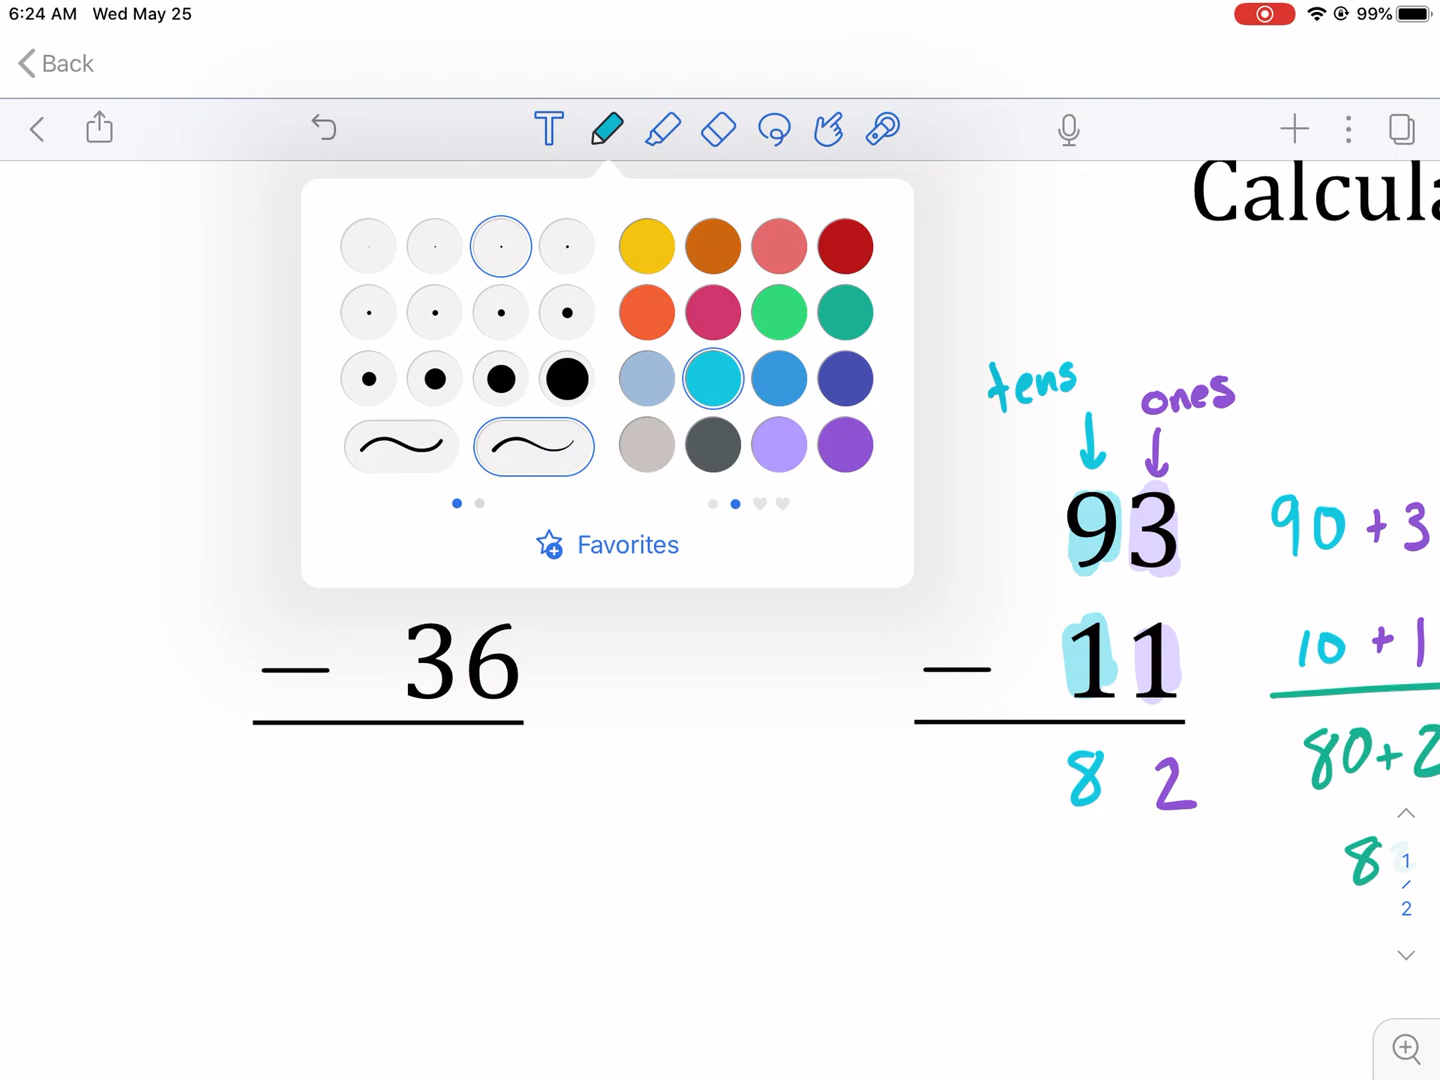 6:24 AM Wed May 25
99%
Back
T
Calcula
tens
ones
93
90 + 3
Favorites
— 36
— 11
10 + 1
8 2
80+2
8
1
/
2